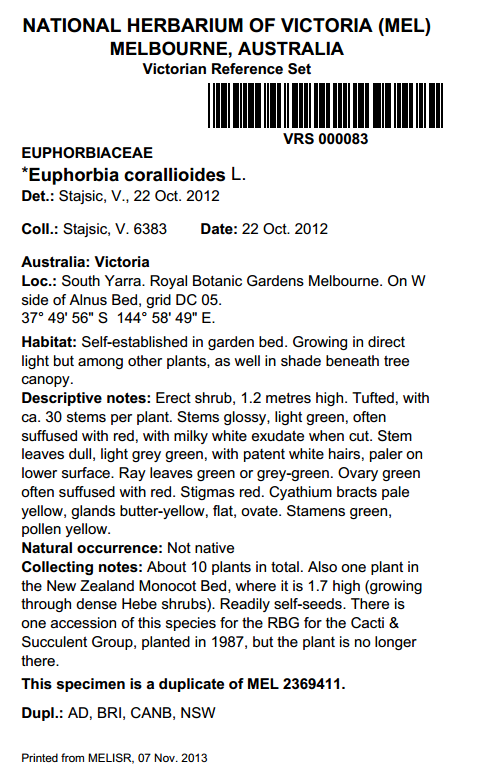 NATIONAL HERBARIUM OF VICTORIA (MEL)
MELBOURNE, AUSTRALIA
Victorian Reference Set
VRS 000083
EUPHORBIACEAE
*Euphorbia corallioides L.
Det.: Stajsic, V., 22 Oct. 2012
Coll.: Stajsic, V. 6383 Date: 22 Oct. 2012
Australia: Victoria
Loc.: South Yarra. Royal Botanic Gardens Melbourne. On W
side of Alnus Bed, grid DC 05.
37° 49' 56" S 144° 58' 49" E.
Habitat: Self-established in garden bed. Growing in direct
light but among other plants, as well in shade beneath tree
canopy.
Descriptive notes: Erect shrub, 1.2 metres high. Tufted, with
ca. 30 stems per plant. Stems glossy, light green, often
suffused with red, with milky white exudate when cut. Stem
leaves dull, light grey green, with patent white hairs, paler on
lower surface. Ray leaves green or grey-green. Ovary green
often suffused with red. Stigmas red. Cyathium bracts pale
yellow, glands butter-yellow, flat, ovate. Stamens green,
pollen yellow.
Natural occurrence: Not native
Collecting notes: About 10 plants in total. Also one plant in
the New Zealand Monocot Bed, where it is 1.7 high (growing
through dense Hebe shrubs). Readily self-seeds. There is
one accession of this species for the RBG for the Cacti &
Succulent Group, planted in 1987, but the plant is no longer
there.
This specimen is a duplicate of MEL 2369411.
Dupl.: AD, BRI, CANB, NSW
Printed from MELISR, 07 Nov. 2013